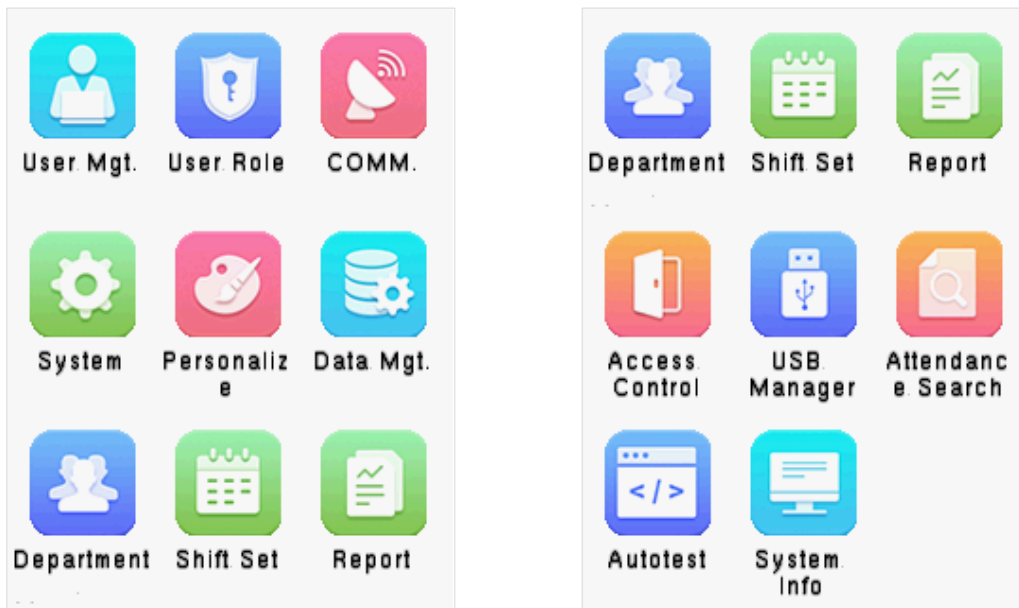 User Mgt.
User Role
COMM.
System
Personaliz
e
Data Mgt.
Department
Shift Set
Report
Department
Shift Set
Report
Access
Control
USB
Manager
Attendanc
e Search
</>
Autotest
System
Info